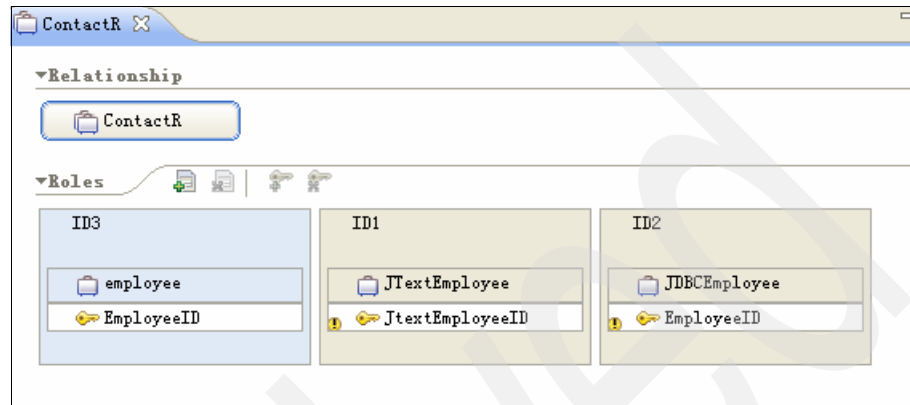 ContactR
Relationship
ContactR
Roles
ID3 ID1 ID2
employee JTextEmployee JDBCEmployee
EmployeeID JtextEmployeeID EmployeeID